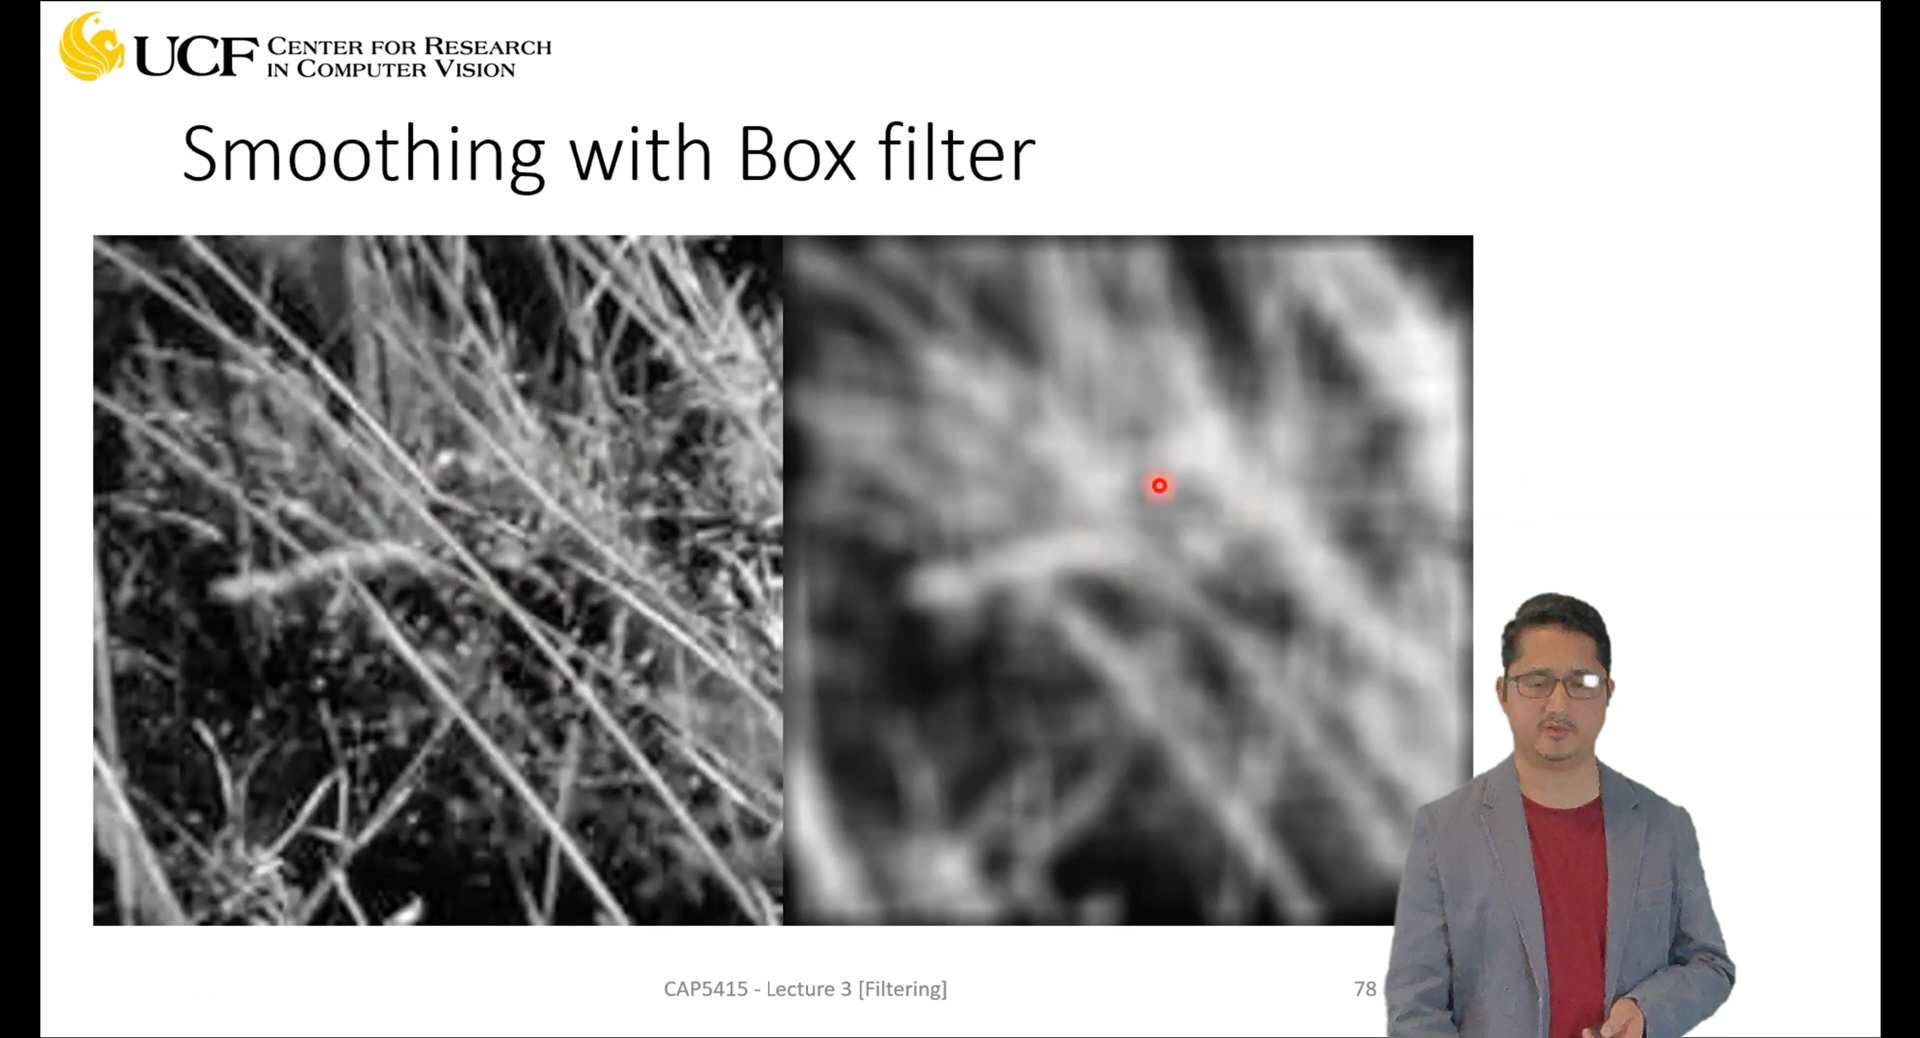 UCF CENTER FOR RESEARCH
IN COMPUTER VISION
Smoothing with Box filter
CAP5415 - Lecture 3 [Filtering]
78